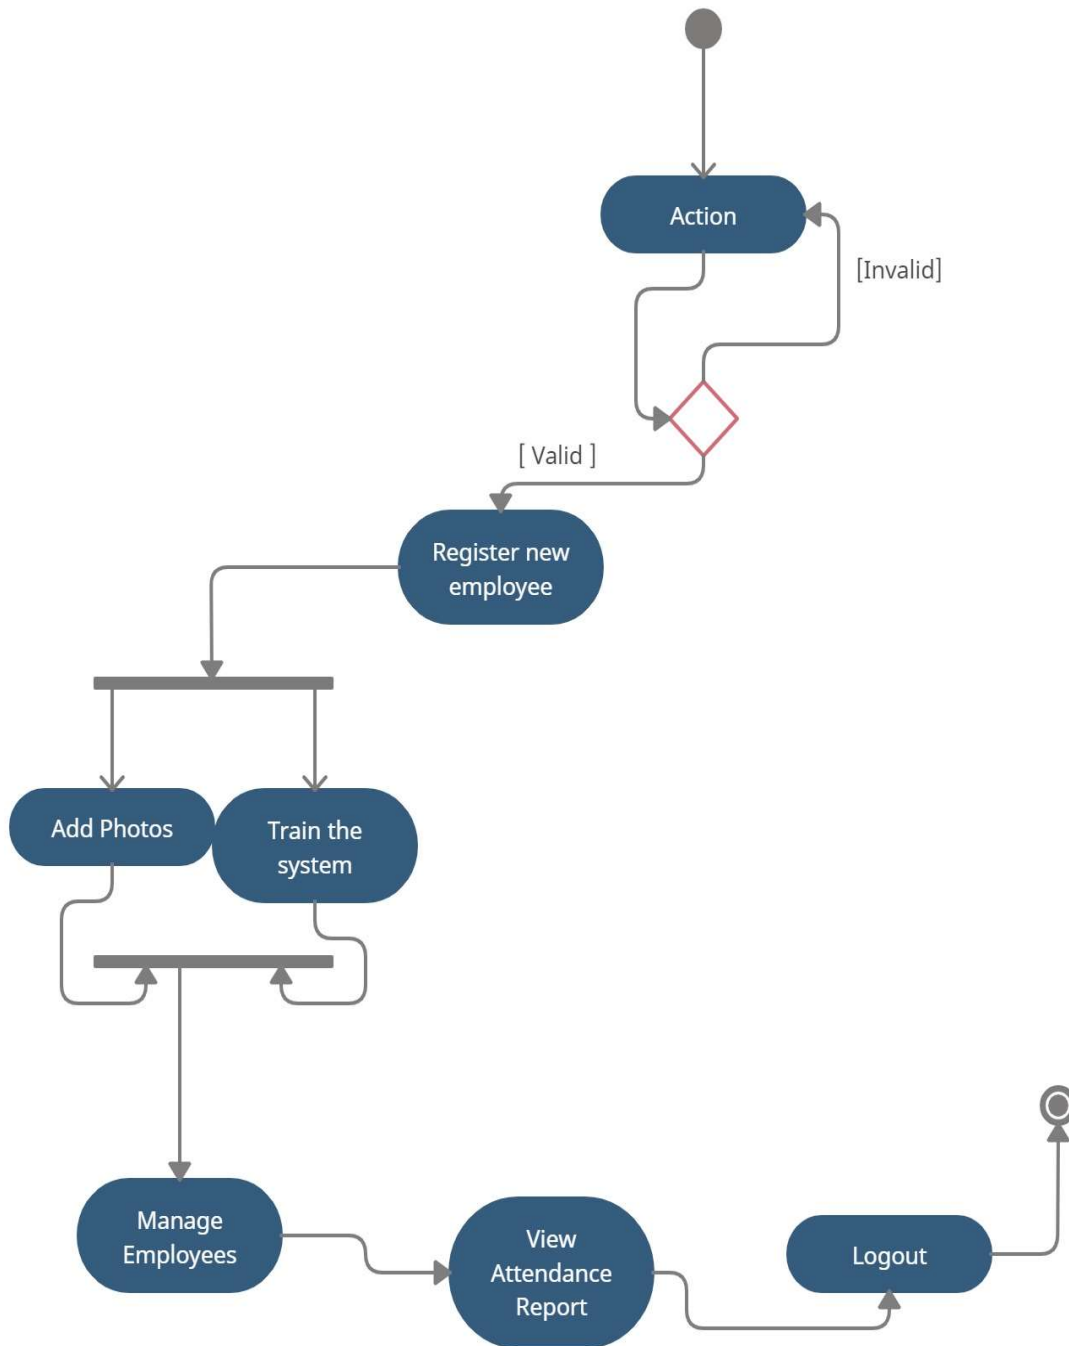 Action
[Invalid]
[ Valid ]
Register new
employee
Add Photos
Train the
system
Manage
Employees
View
Attendance
Report
Logout